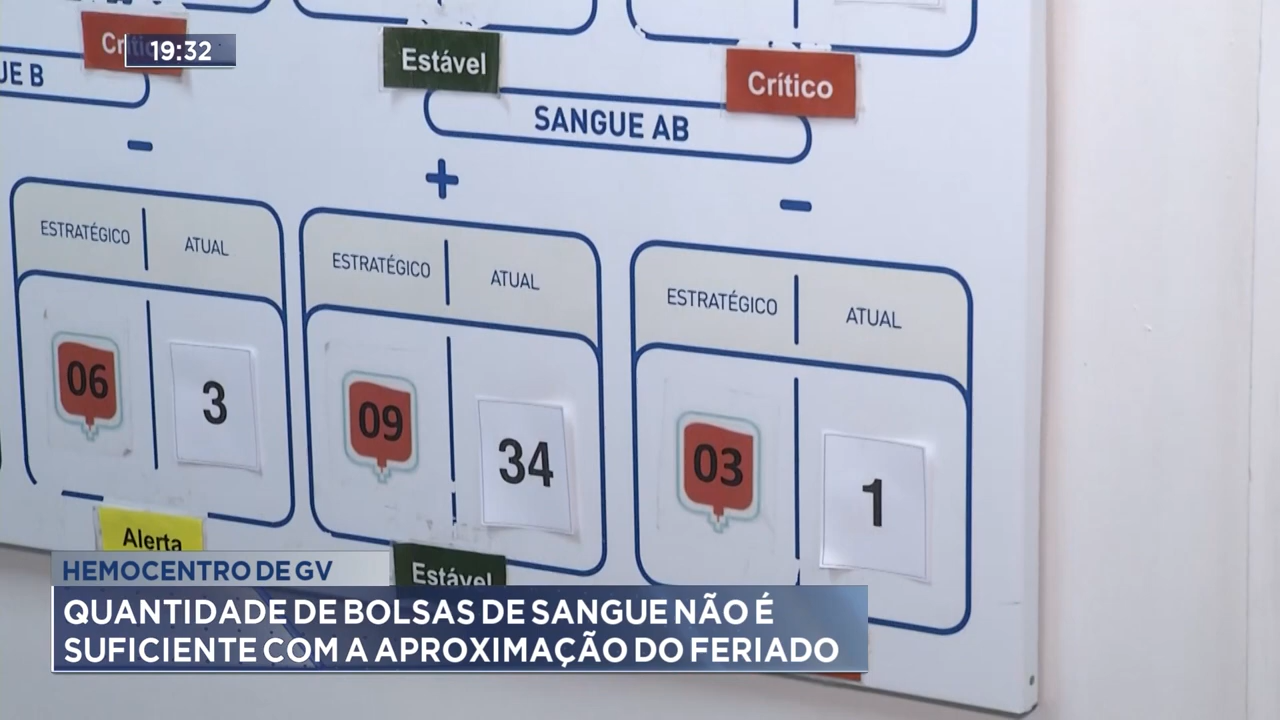 19:32
Estável
Crítico
UE B
SANGUE AB
-
+
-
ESTRATÉGICO
ATUAL
ESTRATÉGICO
ATUAL
ESTRATÉGICO
ATUAL
06
3
09
34
03
1
Alerta
Estável
HEMOCENTRO DE GV
QUANTIDADE DE BOLSAS DE SANGUE NÃO É
SUFICIENTE COM A APROXIMAÇÃO DO FERIADO